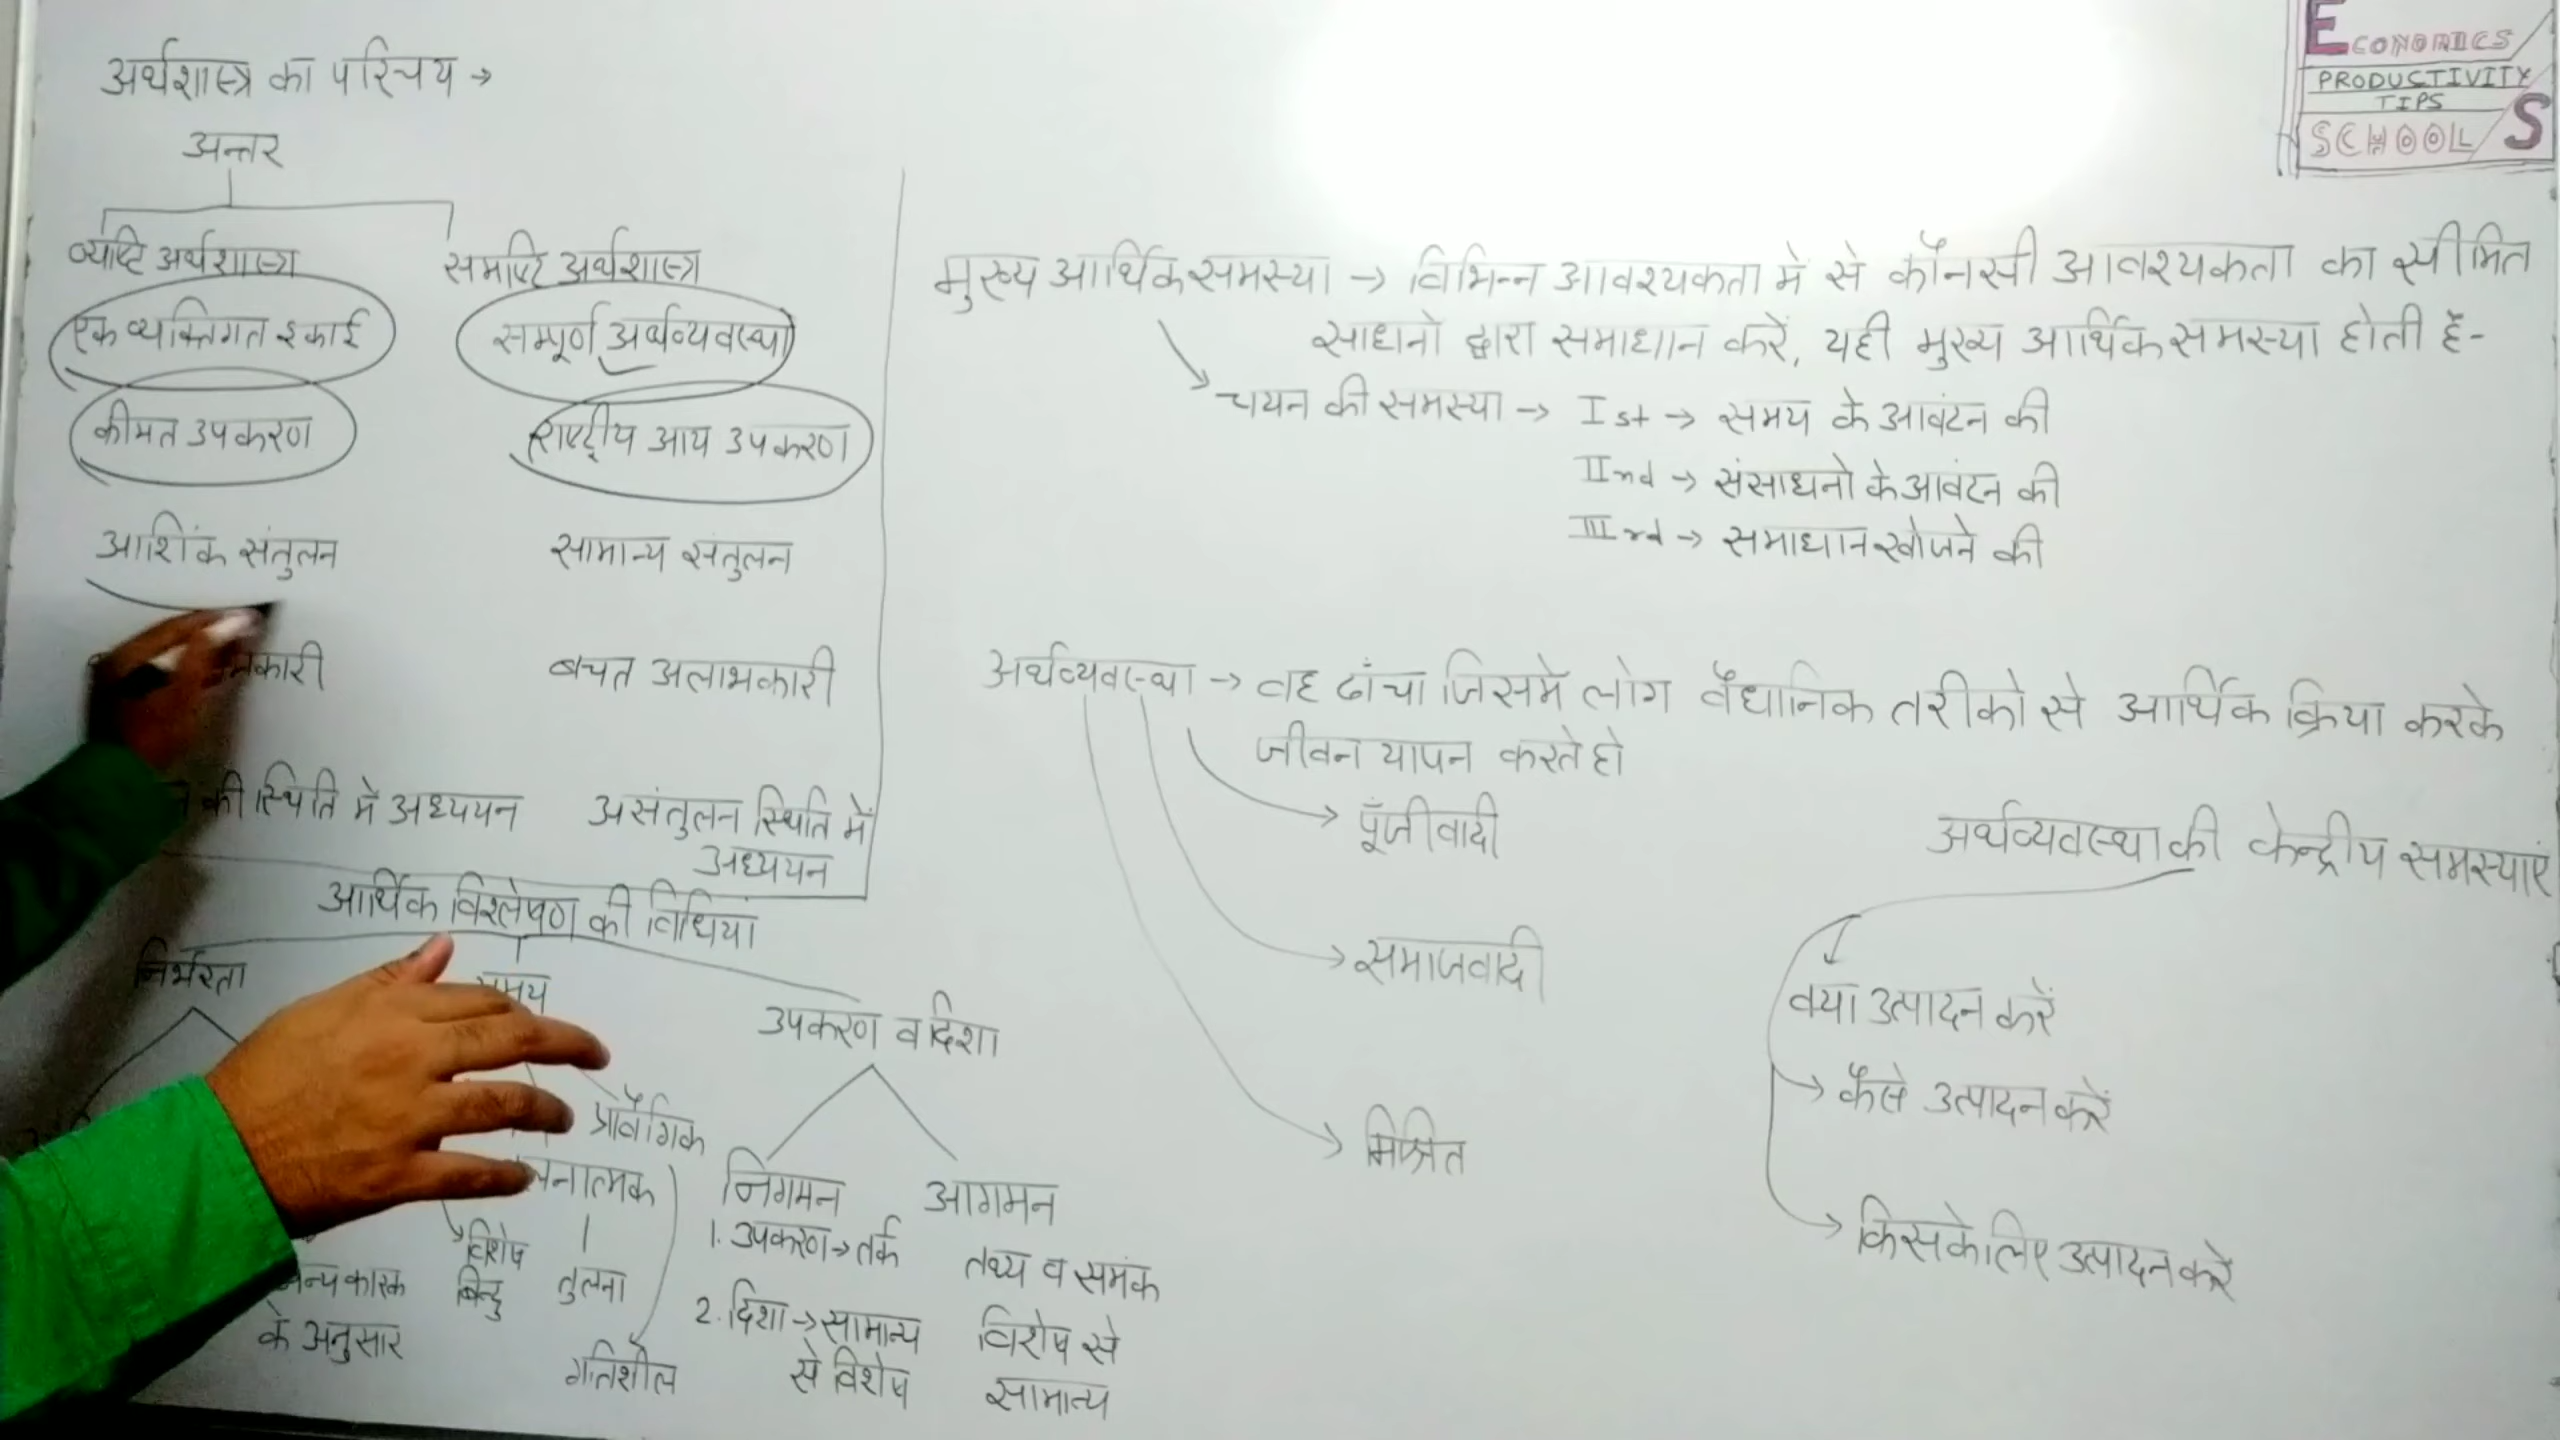 अर्थशास्त्र का परिचय →
अन्तर
व्यष्टि अर्थशास्त्र
समष्टि अर्थशास्त्र
एक व्यक्तिगत इकाई
सम्पूर्ण अर्थव्यवस्था
कीमत उपकरण
राष्ट्रीय आय उपकरण
आशिंक संतुलन
सामान्य संतुलन
बचत अलाभकारी
की स्थिति में अध्ययन
असंतुलन स्थिति में
अध्ययन
आर्थिक विश्लेषण की विधियां
निर्भरता
उपकरण व दिशा
प्रावैगिक
विशेष
बिन्दु
तुलना
गतिशील
के अनुसार
निगमन
आगमन
1. उपकरण → तर्क
तथ्य व समंक
2. दिशा → सामान्य
से विशेष
विशेष से
सामान्य
ECONOMICS
PRODUCTIVITY
TIPS
SCHOOL S
मुख्य आर्थिक समस्या → विभिन्न आवश्यकता में से कौनसी आवश्यकता का सीमित
साधनो द्वारा समाधान करें, यही मुख्य आर्थिक समस्या होती है-
चयन की समस्या → Ist → समय के आवंटन की
IInd → संसाधनो के आवंटन की
IIIrd → समाधान खोजने की
अर्थव्यवस्था → वह ढांचा जिसमें लोग वैधानिक तरीको से आर्थिक क्रिया करके
जीवन यापन करते हो
पूँजीवादी
समाजवादी
मिश्रित
अर्थव्यवस्था की केन्द्रीय समस्याएं
क्या उत्पादन करें
→ कैसे उत्पादन करें
→ किसके लिए उत्पादन करें